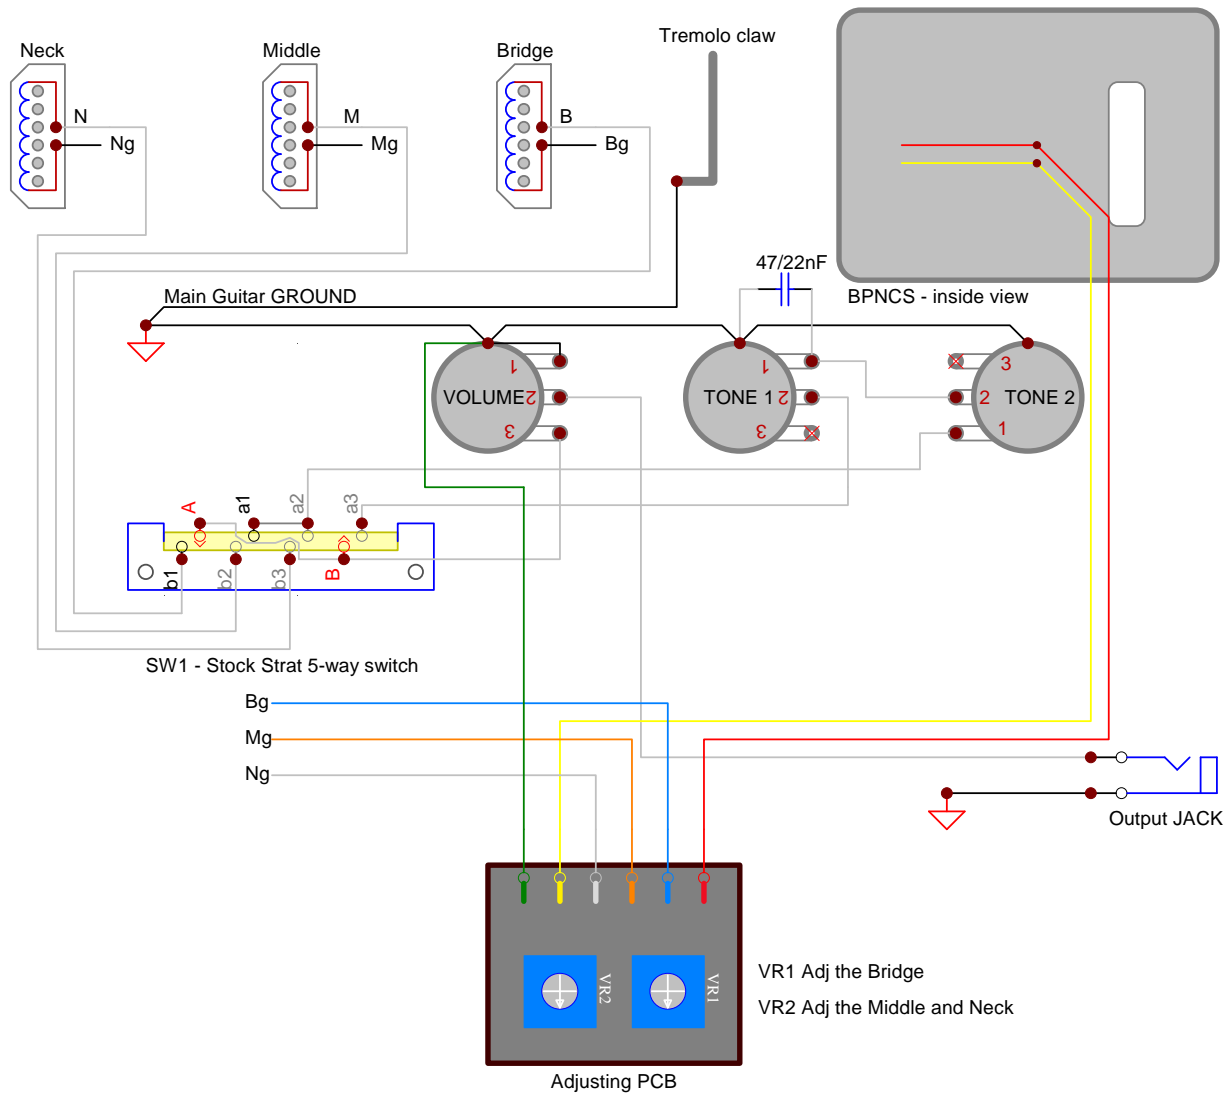 Neck
Middle
Bridge
Tremolo claw
N
Ng
M
Mg
B
Bg
47/22nF
BPNCS - inside view
Main Guitar GROUND
VOLUME
1
2
3
TONE 1
1
2
3
TONE 2
3
2
1
A
a1
a2
a3
b1
b2
b3
B
SW1 - Stock Strat 5-way switch
Bg
Mg
Ng
Output JACK
VR2
VR1
VR1 Adj the Bridge
VR2 Adj the Middle and Neck
Adjusting PCB